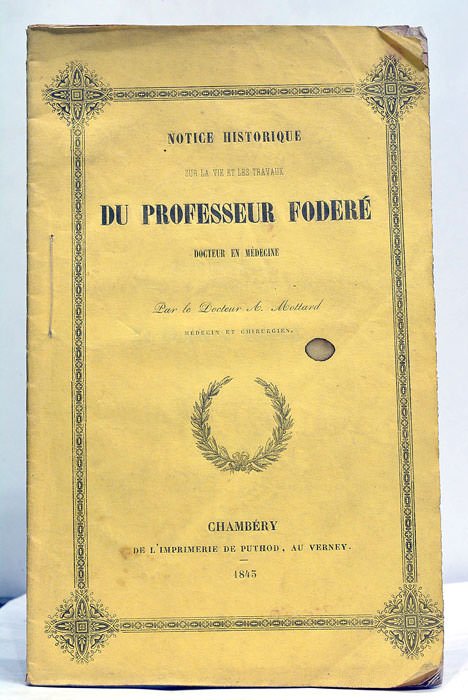 NOTICE HISTORIQUE
SUR LA VIE ET LES TRAVAUX
DU PROFESSEUR FODERÉ
DOCTEUR EN MÉDECINE
Par le Docteur A. Mottard
MÉDECIN ET CHIRURGIEN.
CHAMBÉRY
DE L'IMPRIMERIE DE PUTHOD, AU VERNEY.
1843